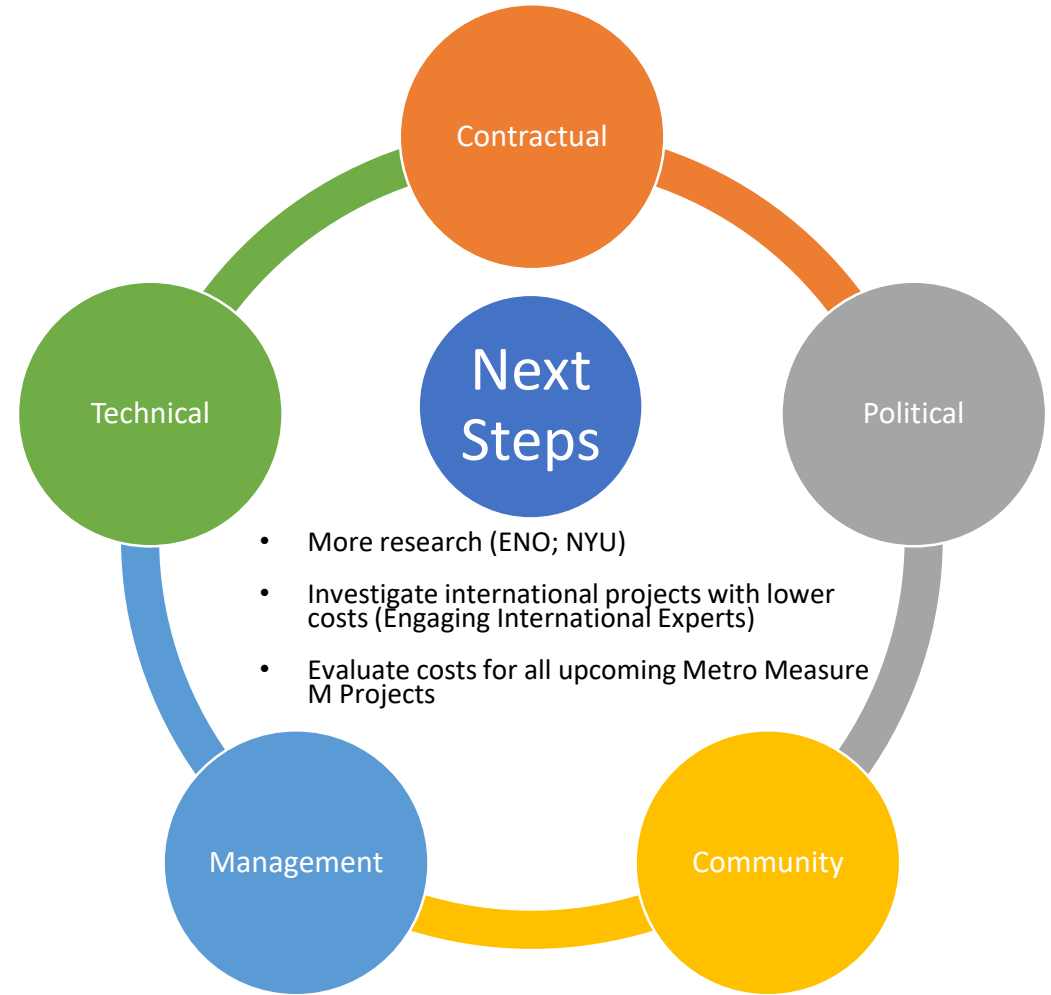 Contractual
Technical
Next
Steps
Political
• More research (ENO; NYU)
• Investigate international projects with lower
costs (Engaging International Experts)
• Evaluate costs for all upcoming Metro Measure
M Projects
Management
Community